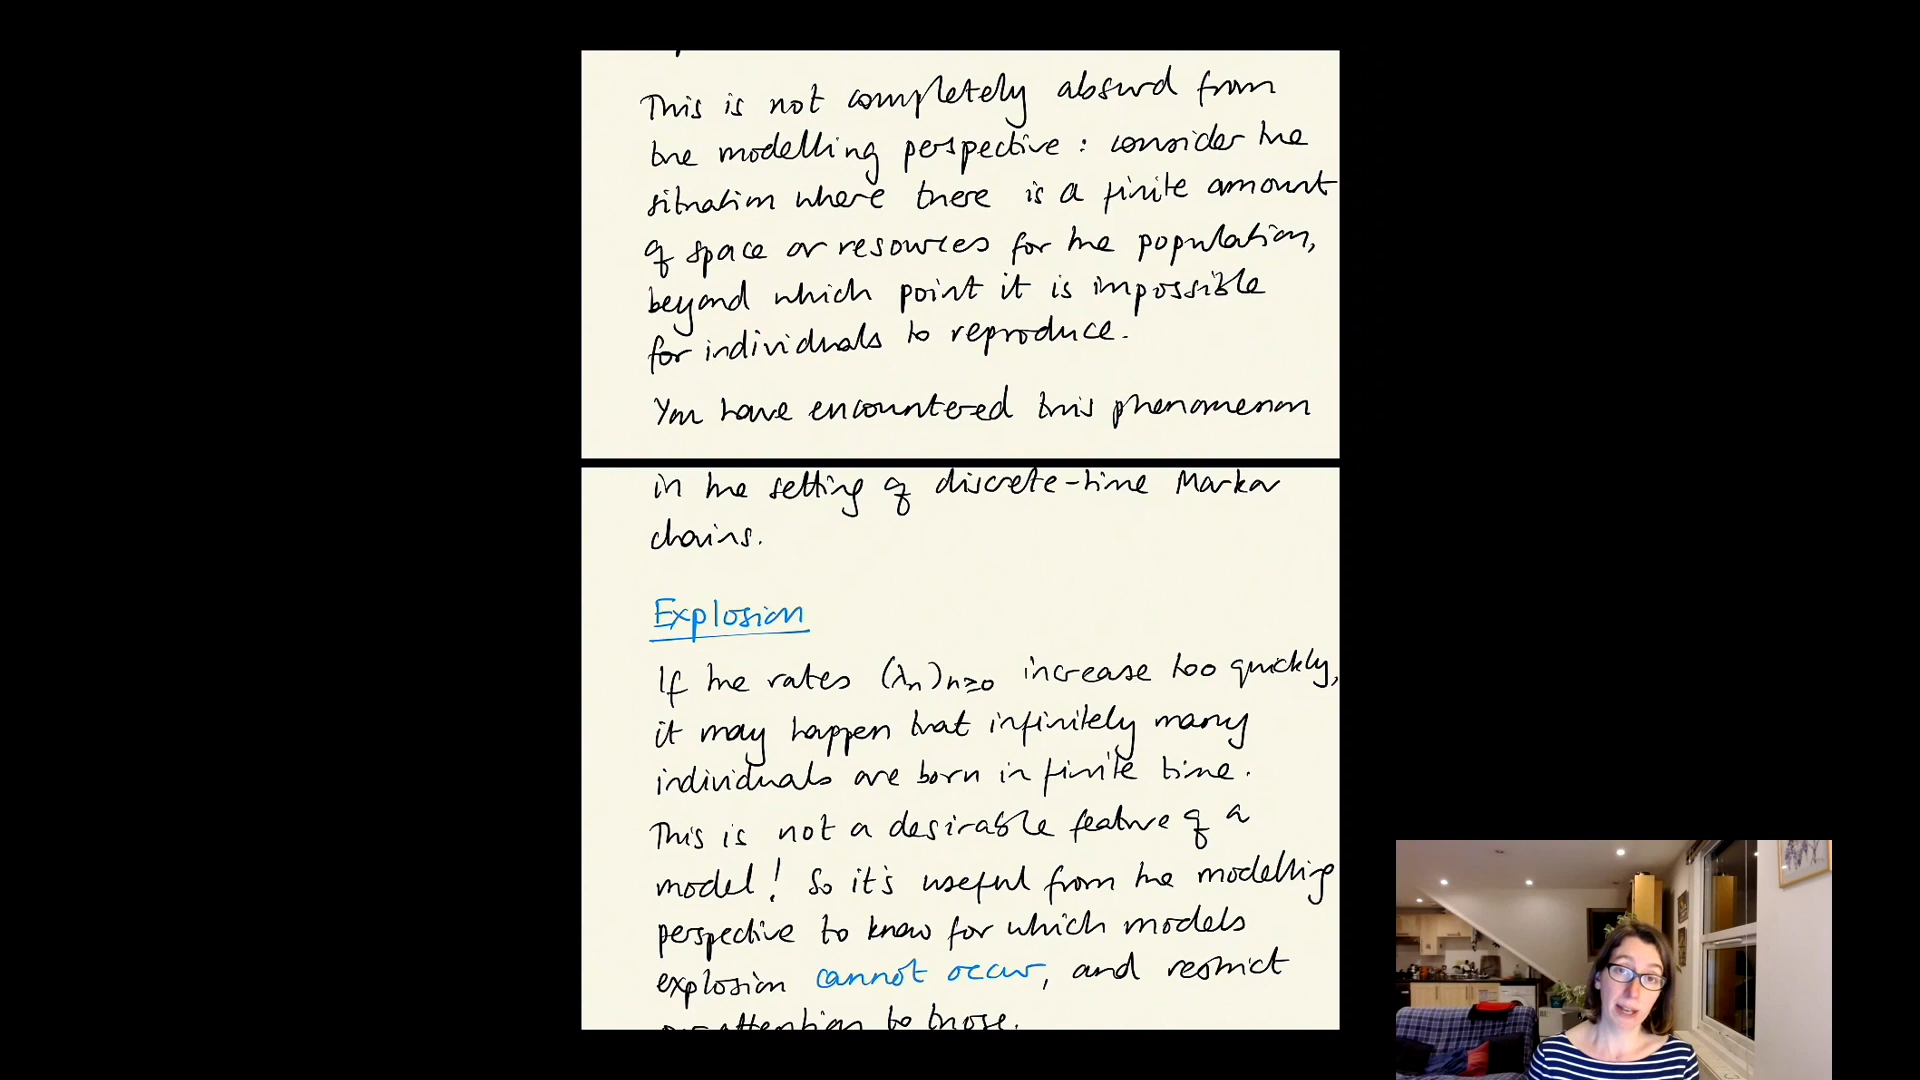 This is not completely absurd from
the modelling perspective: consider the
situation where there is a finite amount
of space or resources for the population,
beyond which point it is impossible
for individuals to reproduce.
You have encountered this phenomenon
in the setting of discrete-time Markov
chains.
Explosion
If the rates (λn)n≥0 increase too quickly,
it may happen that infinitely many
individuals are born in finite time.
This is not a desirable feature of a
model! So it's useful from the modelling
perspective to know for which models
explosion cannot occur, and restrict
our attention to those.